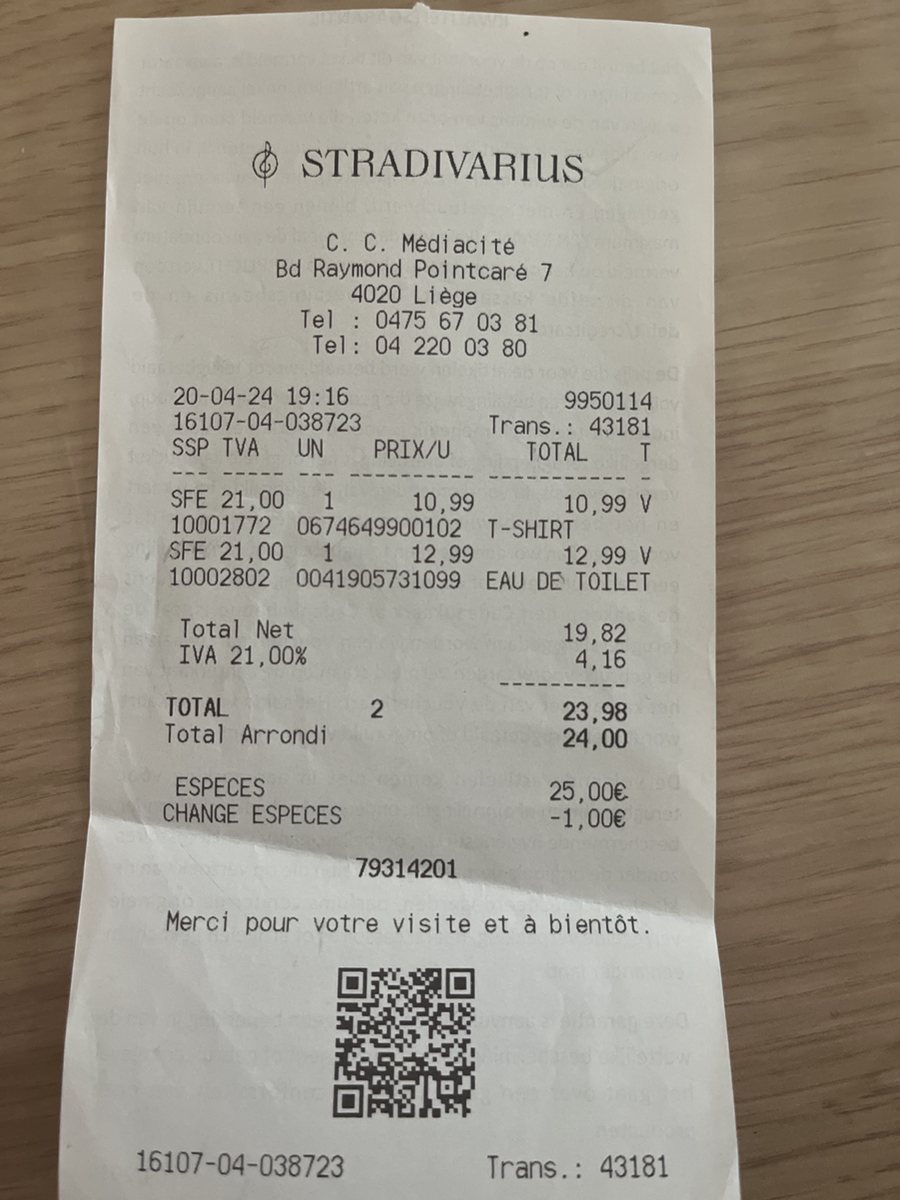 STRADIVARIUS
C. C. Médiacité
Bd Raymond Pointcaré 7
4020 Liège
Tel : 0475 67 03 81
Tel: 04 220 03 80
20-04-24 19:16 9950114
16107-04-038723 Trans.: 43181
SSP TVA UN PRIX/U TOTAL T
--- ----- --- ---------- ----------- -
SFE 21,00 1 10,99 10,99 V
10001772 0674649900102 T-SHIRT
SFE 21,00 1 12,99 12,99 V
10002802 0041905731099 EAU DE TOILET
Total Net 19,82
IVA 21,00% 4,16
----------
TOTAL 2 23,98
Total Arrondi 24,00
ESPECES 25,00€
CHANGE ESPECES -1,00€
79314201
Merci pour votre visite et à bientôt.
16107-04-038723 Trans.: 43181